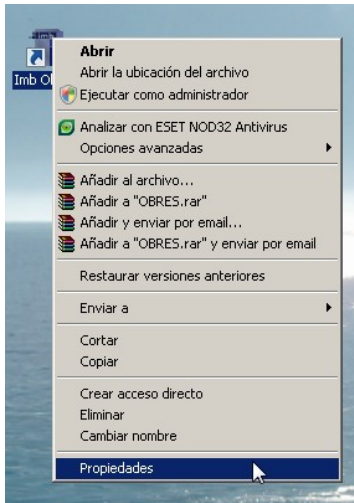 Imb Ob
Abrir
Abrir la ubicación del archivo
Ejecutar como administrador
Analizar con ESET NOD32 Antivirus
Opciones avanzadas
Añadir al archivo...
Añadir a "OBRES.rar"
Añadir y enviar por email...
Añadir a "OBRES.rar" y enviar por email
Restaurar versiones anteriores
Enviar a
Cortar
Copiar
Crear acceso directo
Eliminar
Cambiar nombre
Propiedades